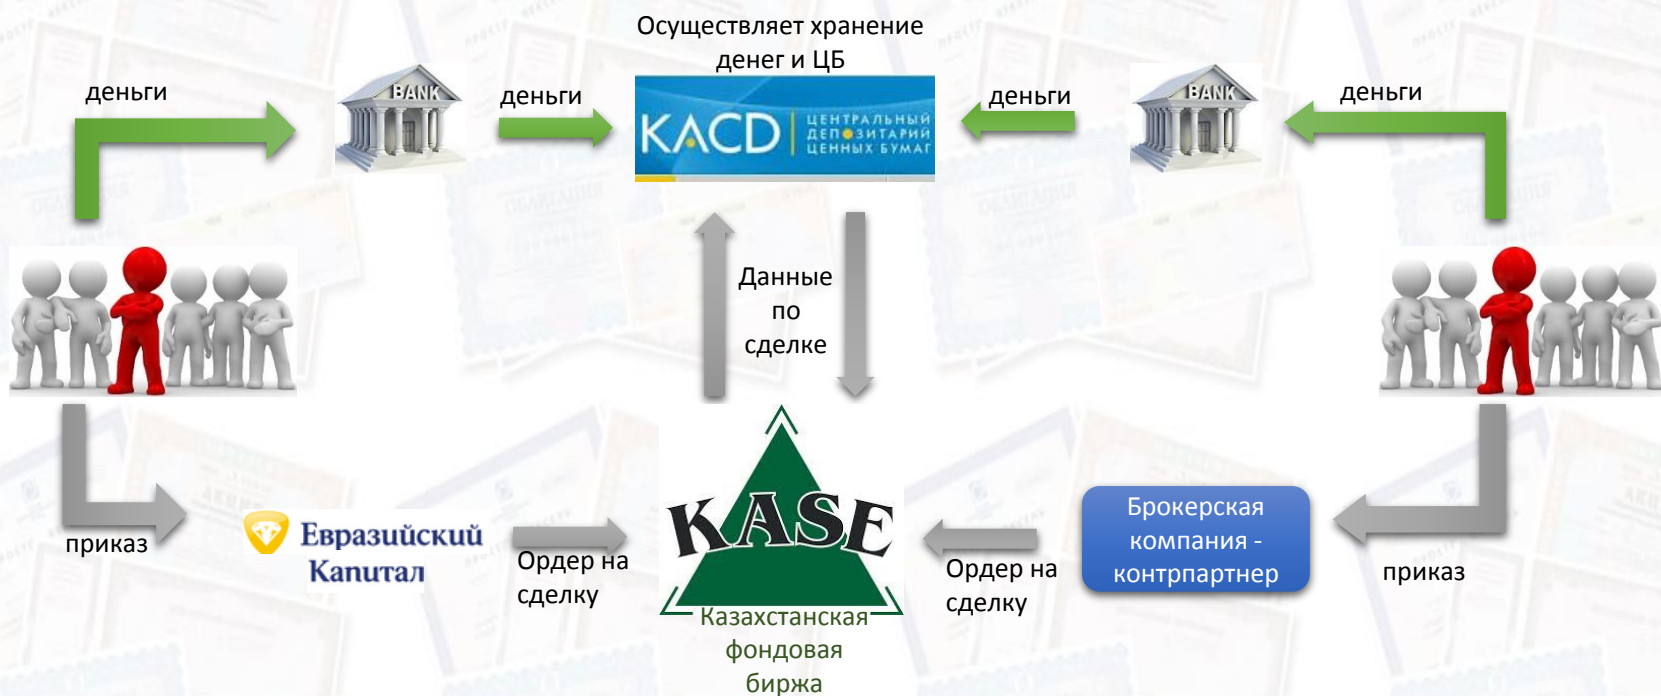 Осуществляет хранение
денег и ЦБ
деньги
BANK
деньги
KACD
ЦЕНТРАЛЬНЫЙ
ДЕПОЗИТАРИЙ
ЦЕННЫХ БУМАГ
деньги
BANK
деньги
Данные
по
сделке
приказ
Евразийский
Капитал
Ордер на
сделку
KASE
Казахстанская
фондовая
биржа
Ордер на
сделку
Брокерская
компания -
контрпартнер
приказ